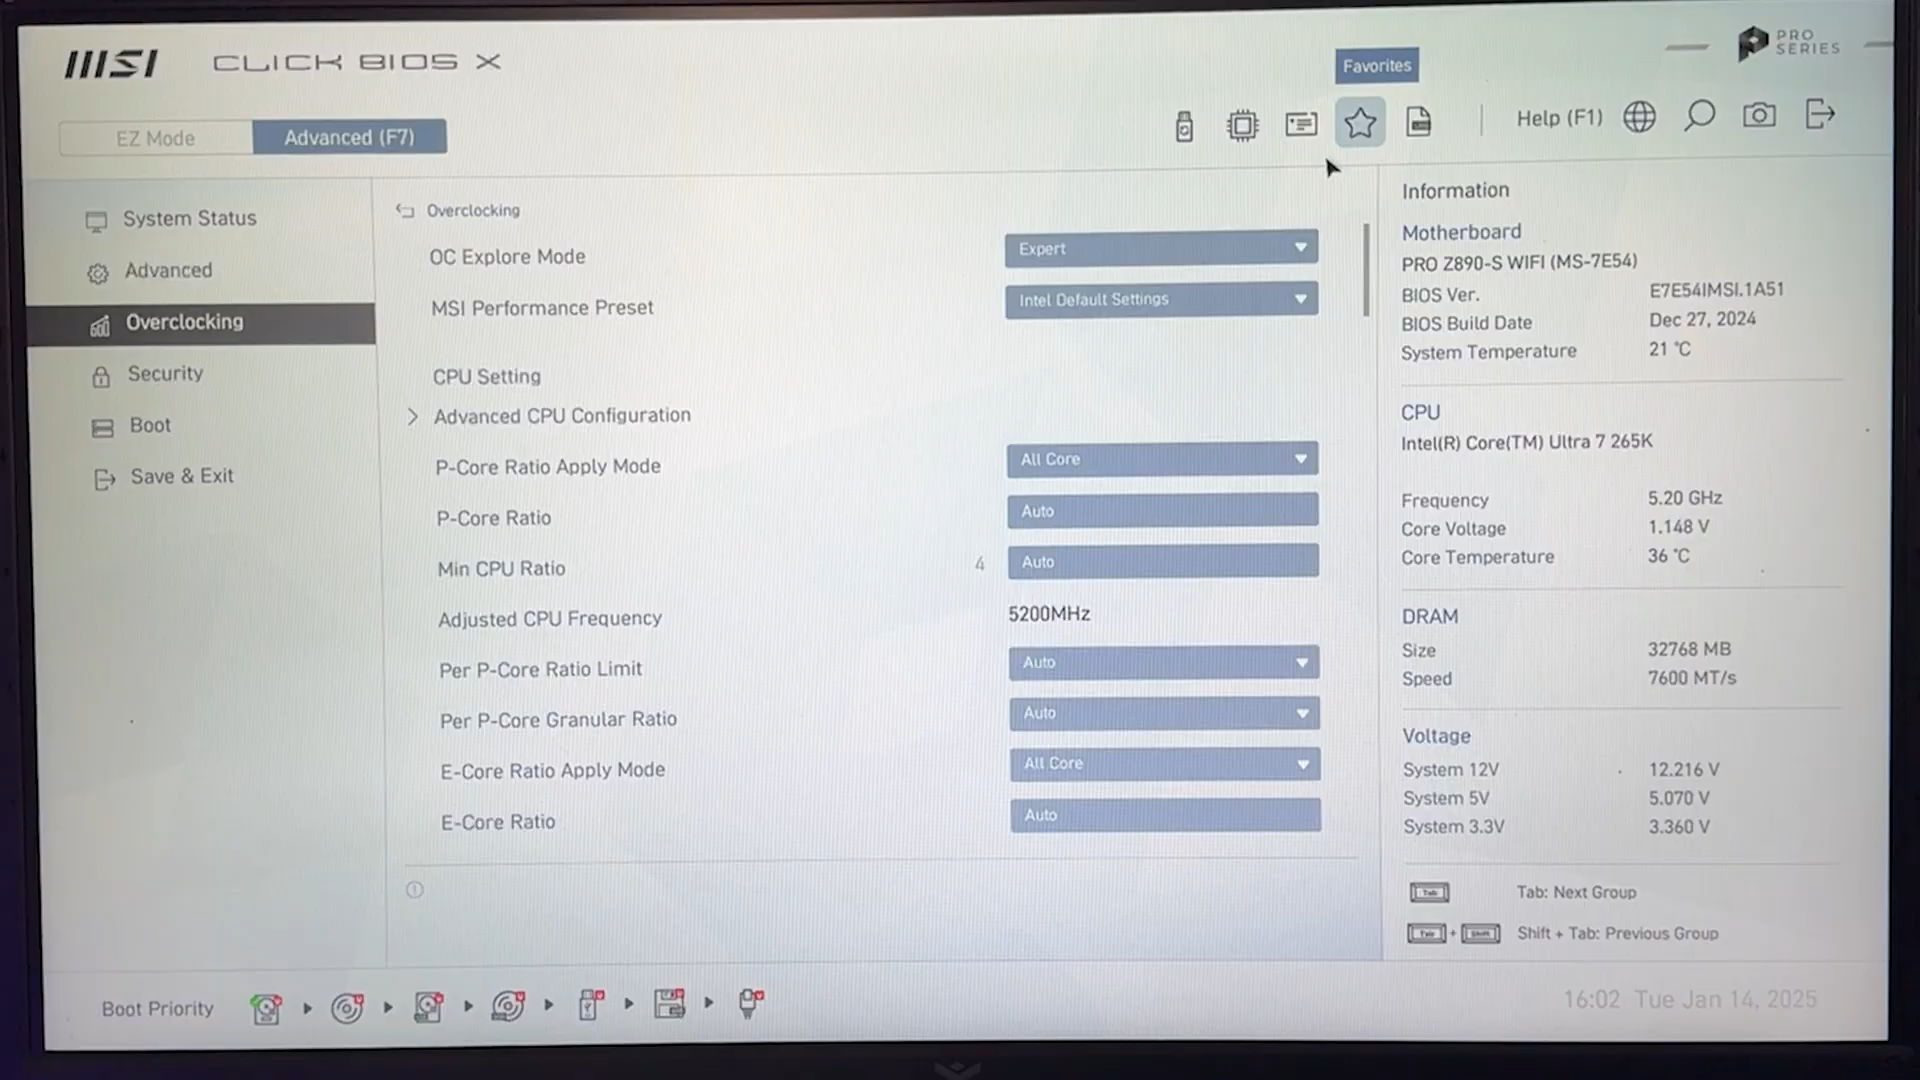 msi CLICK BIOS X
PRO SERIES
Favorites
EZ Mode
Advanced (F7)
Help (F1)
System Status
Advanced
Overclocking
Security
Boot
Save & Exit
Overclocking
OC Explore Mode
Expert
MSI Performance Preset
Intel Default Settings
CPU Setting
Advanced CPU Configuration
P-Core Ratio Apply Mode
All Core
P-Core Ratio
Auto
Min CPU Ratio
4
Auto
Adjusted CPU Frequency
5200MHz
Per P-Core Ratio Limit
Auto
Per P-Core Granular Ratio
Auto
E-Core Ratio Apply Mode
All Core
E-Core Ratio
Auto
Information
Motherboard
PRO Z890-S WIFI (MS-7E54)
BIOS Ver. E7E54IMSI.1A51
BIOS Build Date Dec 27, 2024
System Temperature 21 °C
CPU
Intel(R) Core(TM) Ultra 7 265K
Frequency 5.20 GHz
Core Voltage 1.148 V
Core Temperature 36 °C
DRAM
Size 32768 MB
Speed 7600 MT/s
Voltage
System 12V 12.216 V
System 5V 5.070 V
System 3.3V 3.360 V
Tab Tab: Next Group
Tab + Shift Shift + Tab: Previous Group
Boot Priority
16:02 Tue Jan 14, 2025